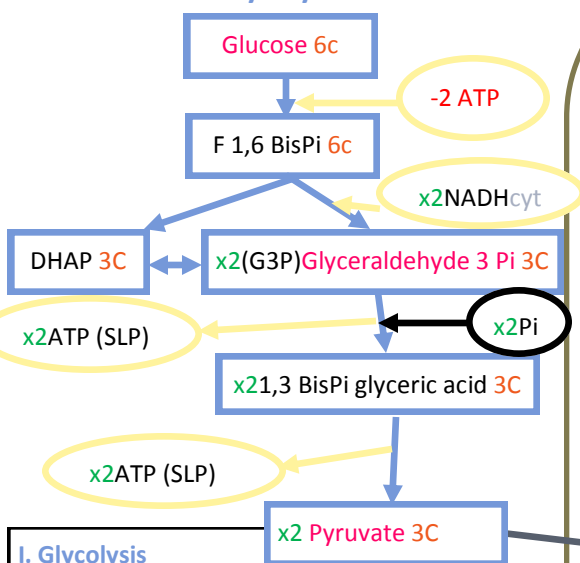 Glucose 6c
-2 ATP
F 1,6 BisPi 6c
x2NADHcyt
DHAP 3C
x2(G3P)Glyceraldehyde 3 Pi 3C
x2ATP (SLP)
x2Pi
x21,3 BisPi glyceric acid 3C
x2ATP (SLP)
x2 Pyruvate 3C
I. Glycolysis